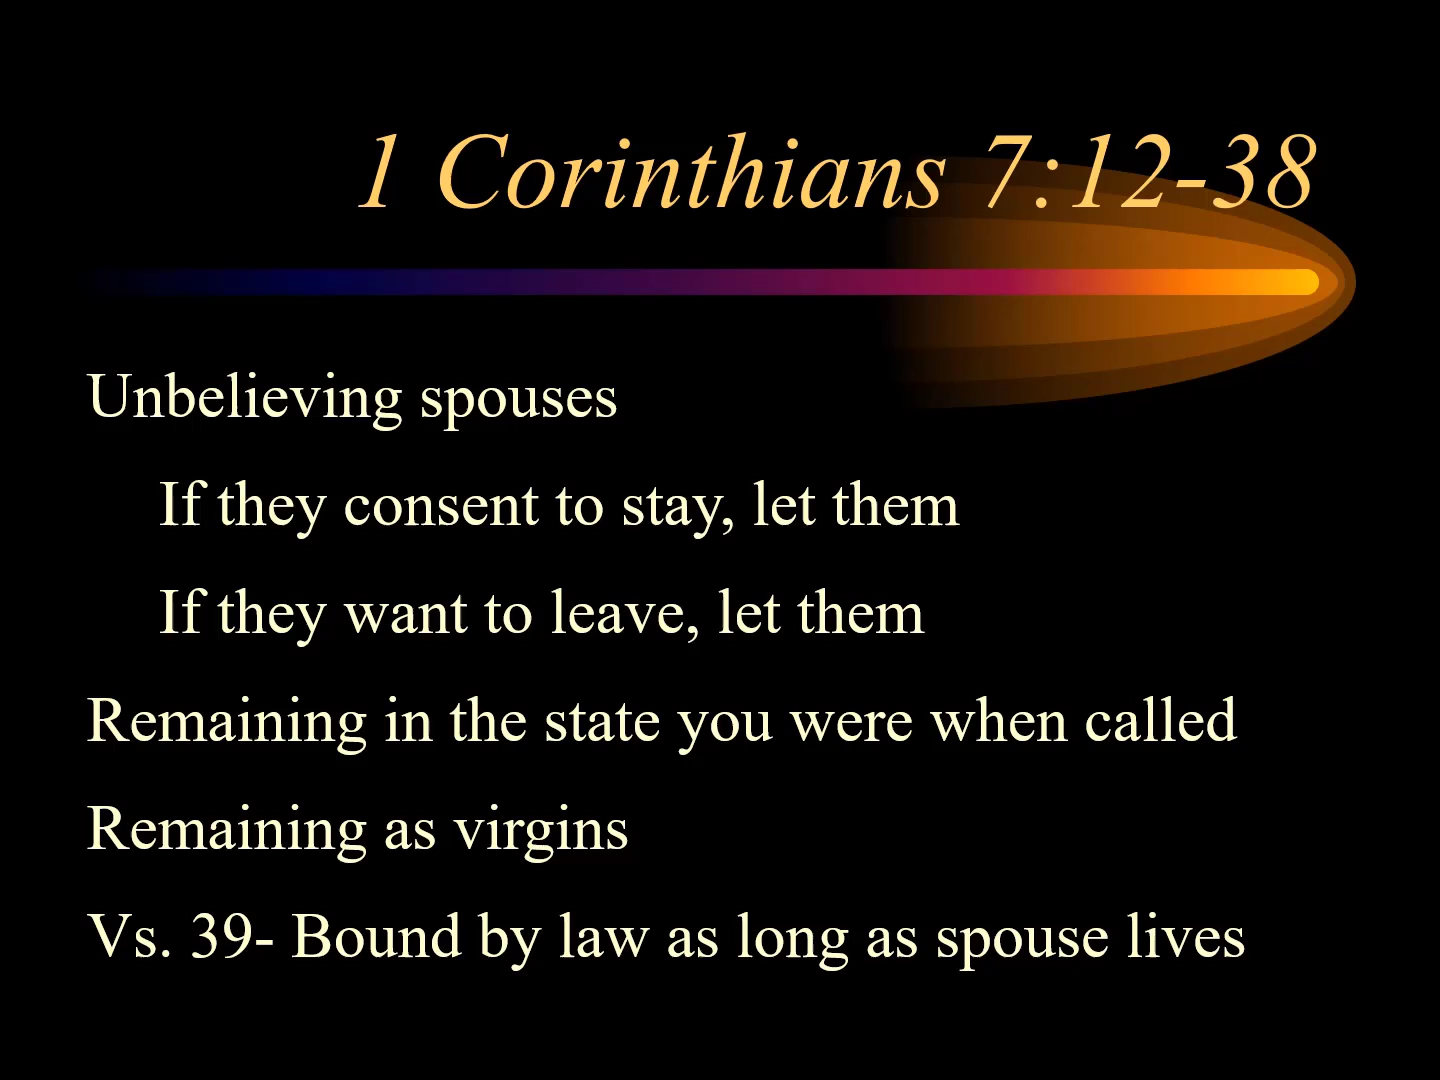 1 Corinthians 7:12-38
Unbelieving spouses
If they consent to stay, let them
If they want to leave, let them
Remaining in the state you were when called
Remaining as virgins
Vs. 39- Bound by law as long as spouse lives